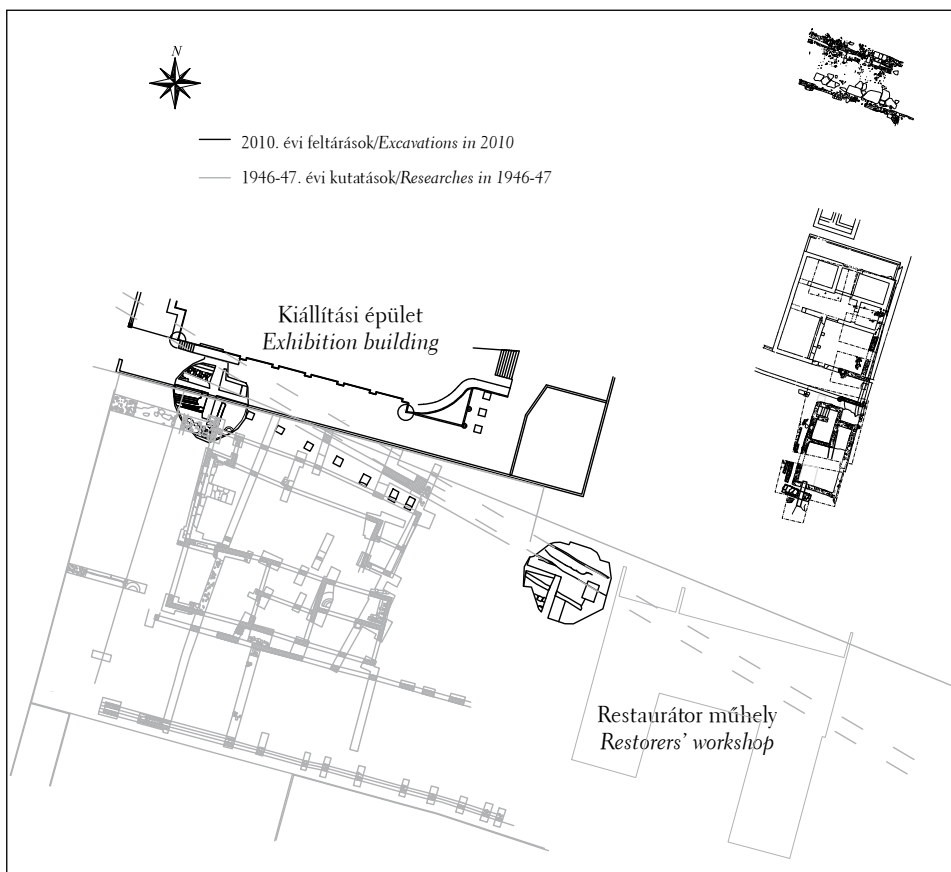 N
2010. évi feltárások/Excavations in 2010
1946-47. évi kutatások/Researches in 1946-47
Kiállítási épület
Exhibition building
Restaurátor műhely
Restorers' workshop